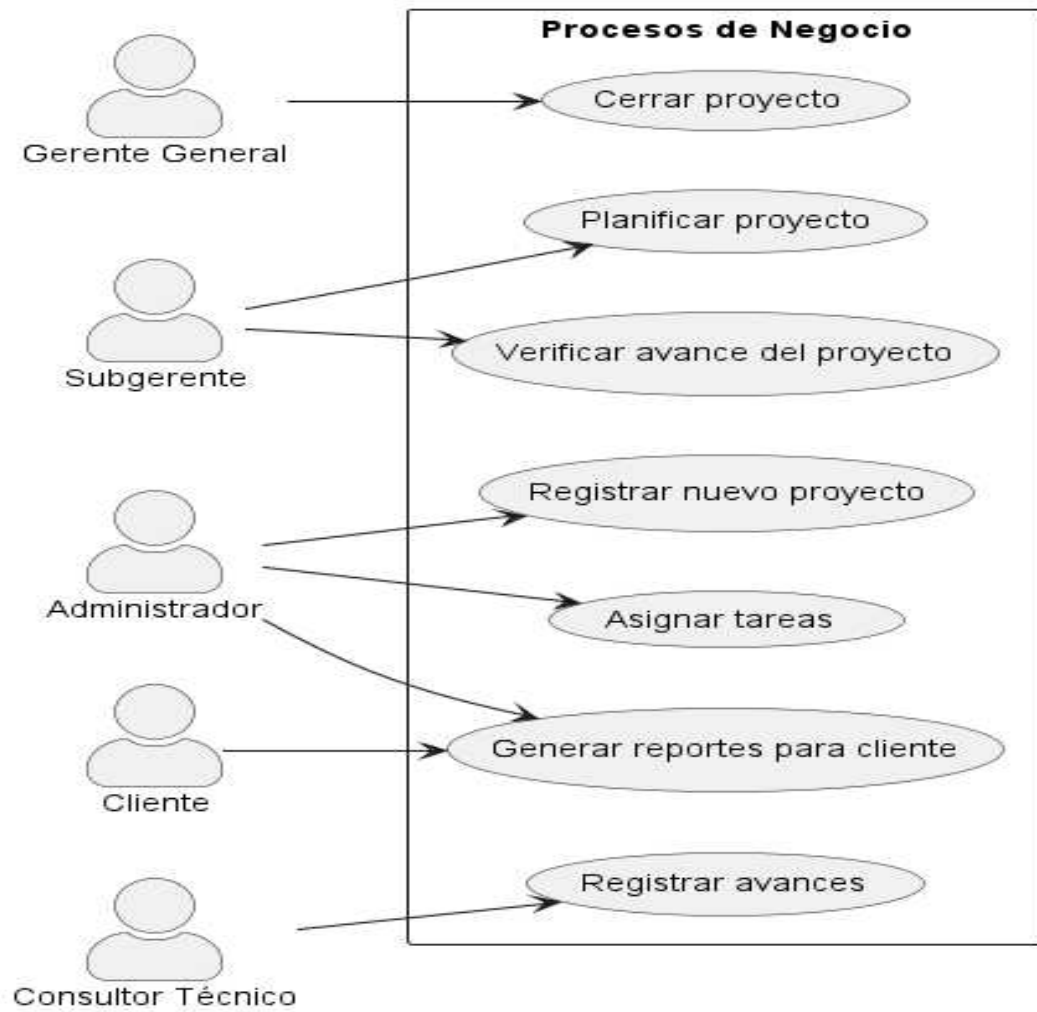 Procesos de Negocio
Cerrar proyecto
Gerente General
Planificar proyecto
Verificar avance del proyecto
Subgerente
Registrar nuevo proyecto
Administrador
Asignar tareas
Generar reportes para cliente
Cliente
Registrar avances
Consultor Técnico